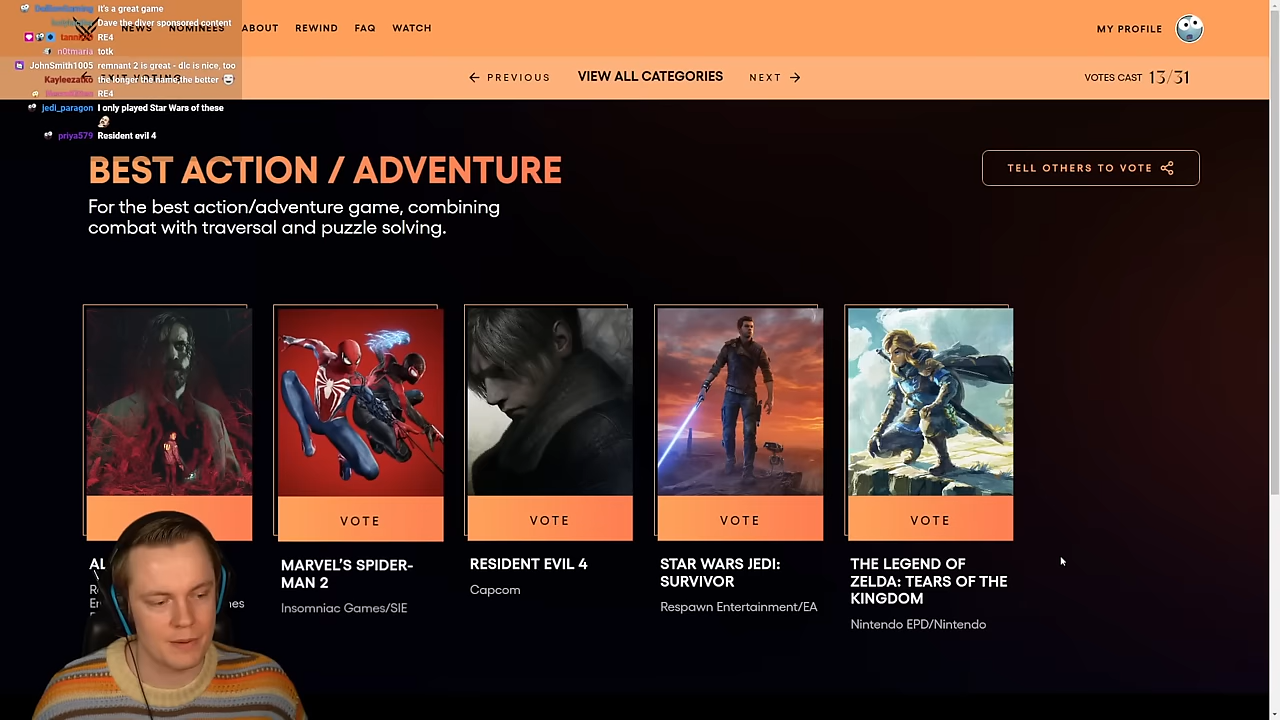 It's a great game
Dave the diver sponsored content
RE4
n0tmaria totk
JohnSmith1005 remnant 2 is great - dlc is nice, too
Kayleezatko the longer the name,the better
RE4
jedi_paragon I only played Star Wars of these
priya579 Resident evil 4
NEWS NOMINEES ABOUT REWIND FAQ WATCH
MY PROFILE
PREVIOUS VIEW ALL CATEGORIES NEXT
VOTES CAST 13/31
BEST ACTION / ADVENTURE
For the best action/adventure game, combining
combat with traversal and puzzle solving.
TELL OTHERS TO VOTE
VOTE
VOTE
VOTE
VOTE
MARVEL'S SPIDER-
MAN 2
Insomniac Games/SIE
RESIDENT EVIL 4
Capcom
STAR WARS JEDI:
SURVIVOR
Respawn Entertainment/EA
THE LEGEND OF
ZELDA: TEARS OF THE
KINGDOM
Nintendo EPD/Nintendo